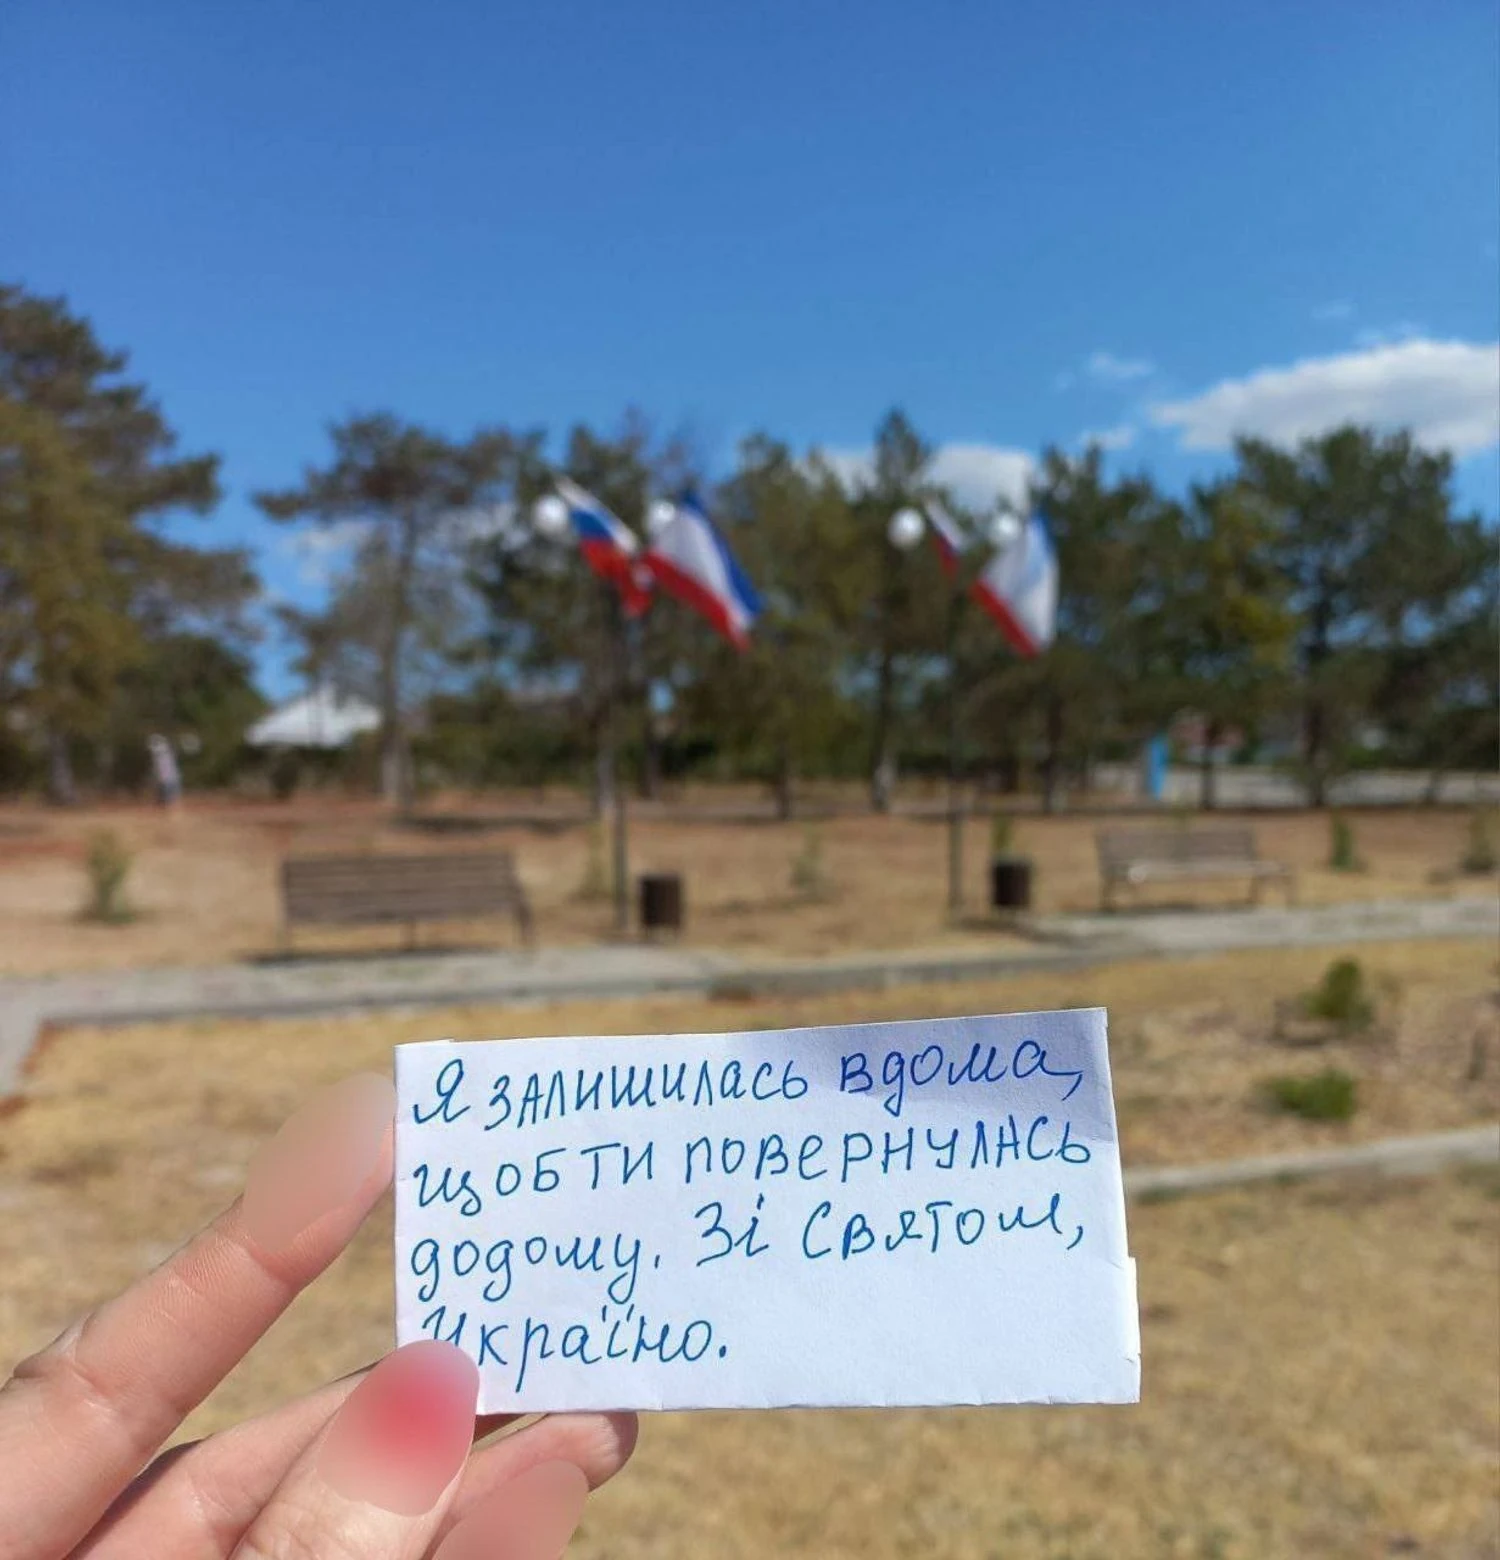 Я залишилась вдома,
щоб ти повернулась
додому. Зі Святом,
Україно.